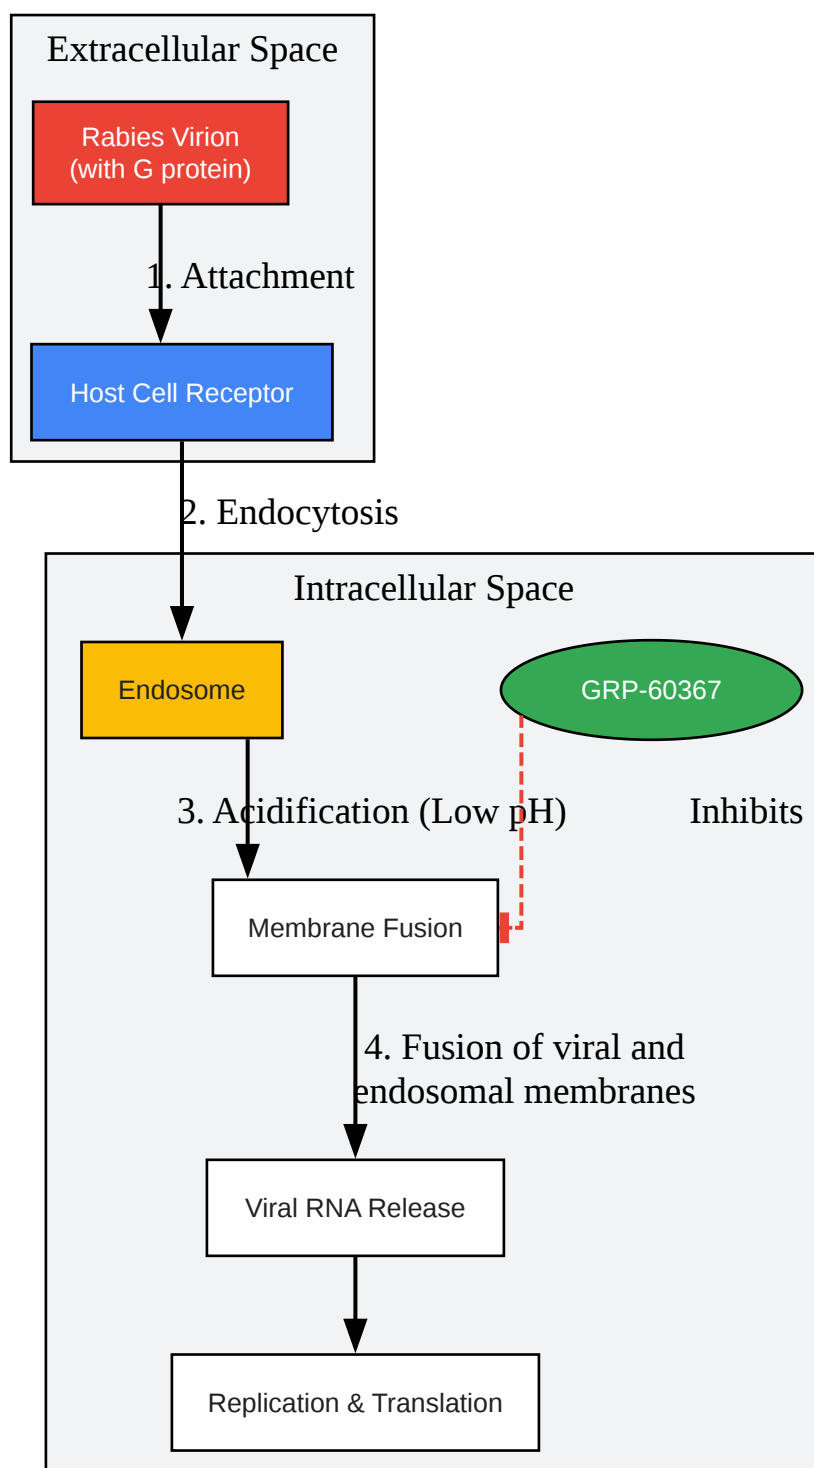 Extracellular Space
Rabies Virion
(with G protein)
1. Attachment
Host Cell Receptor
2. Endocytosis
Intracellular Space
Endosome
GRP-60367
3. Acidification (Low pH)
Inhibits
Membrane Fusion
4. Fusion of viral and
endosomal membranes
Viral RNA Release
Replication & Translation